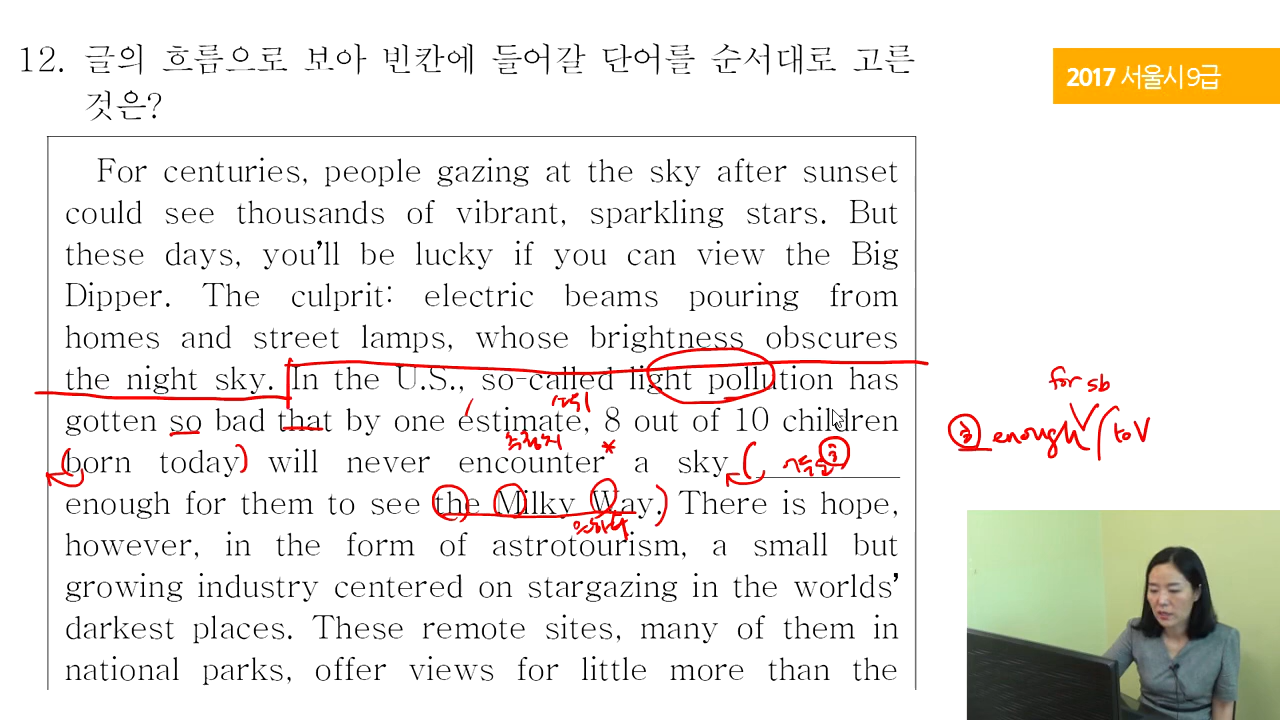 12. 글의 흐름으로 보아 빈칸에 들어갈 단어를 순서대로 고른
것은?
2017 서울시 9급
For centuries, people gazing at the sky after sunset
could see thousands of vibrant, sparkling stars. But
these days, you’ll be lucky if you can view the Big
Dipper. The culprit: electric beams pouring from
homes and street lamps, whose brightness obscures
the night sky. In the U.S., so-called light pollution has
gotten so bad that by one estimate, 8 out of 10 children
born today will never encounter* a sky
enough for them to see the Milky Way. There is hope,
however, in the form of astrotourism, a small but
growing industry centered on stargazing in the worlds’
darkest places. These remote sites, many of them in
national parks, offer views for little more than the
for sb
enough to V
추정치
은하수